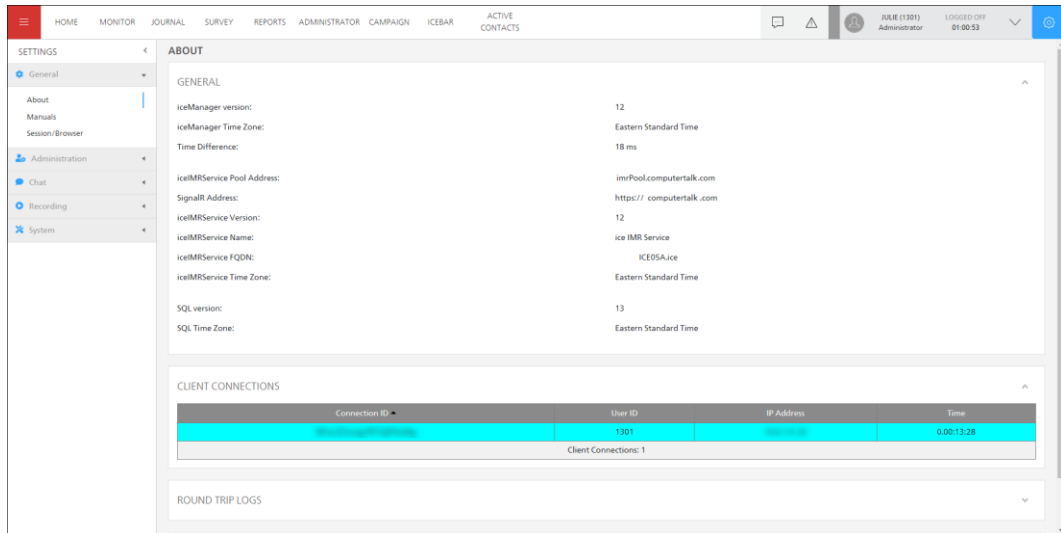 HOME MONITOR JOURNAL SURVEY REPORTS ADMINISTRATOR CAMPAIGN ICEBAR ACTIVE CONTACTS
JULIE (1301) LOGGED OFF
Administrator 01:00:53
SETTINGS
General
About
Manuals
Session/Browser
Administration
Chat
Recording
System
ABOUT
GENERAL
iceManager version: 12
iceManager Time Zone: Eastern Standard Time
Time Difference: 18 ms
iceIMRService Pool Address: imrPool.computertalk.com
SignalR Address: https:// computertalk .com
iceIMRService Version: 12
iceIMRService Name: ice IMR Service
iceIMRService FQDN: ICE05A.ice
iceIMRService Time Zone: Eastern Standard Time
SQL version: 13
SQL Time Zone: Eastern Standard Time
CLIENT CONNECTIONS
Connection ID User ID IP Address Time
1301 0.00:13:28
Client Connections: 1
ROUND TRIP LOGS